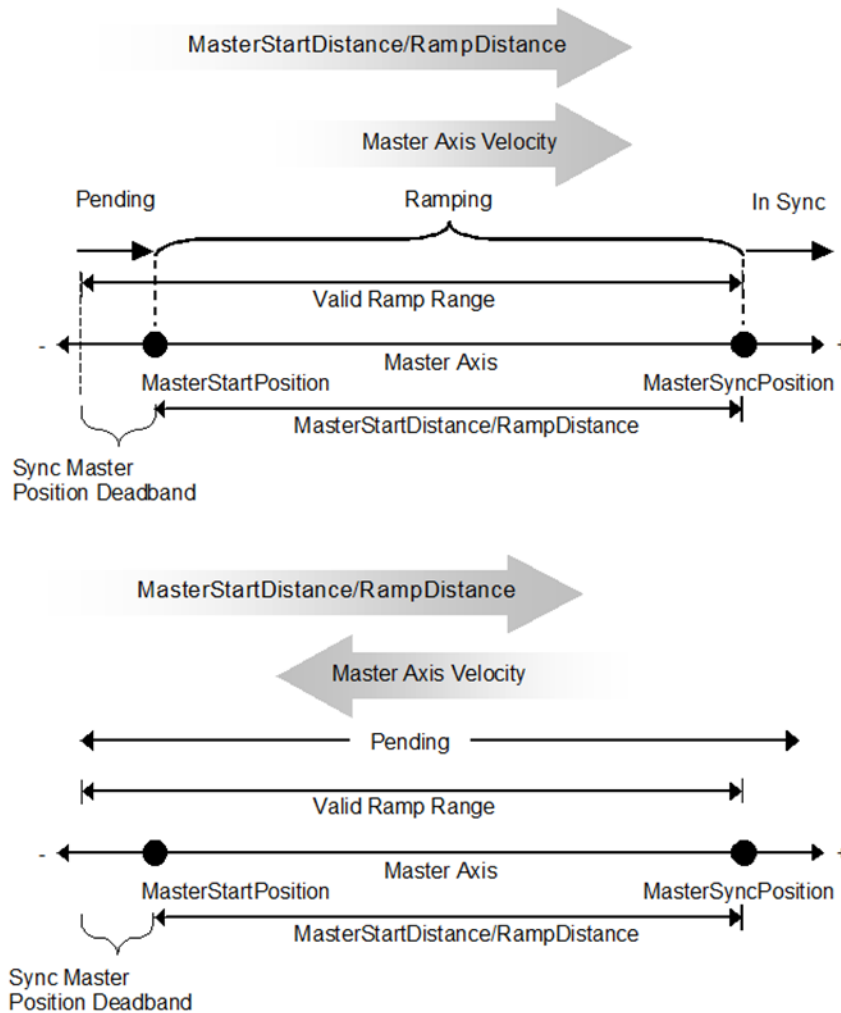 MasterStartDistance/RampDistance
Master Axis Velocity
Pending
Ramping
In Sync
Valid Ramp Range
-
+
Master Axis
MasterStartPosition
MasterSyncPosition
MasterStartDistance/RampDistance
Sync Master
Position Deadband
MasterStartDistance/RampDistance
Master Axis Velocity
Pending
Valid Ramp Range
-
+
Master Axis
MasterStartPosition
MasterSyncPosition
MasterStartDistance/RampDistance
Sync Master
Position Deadband